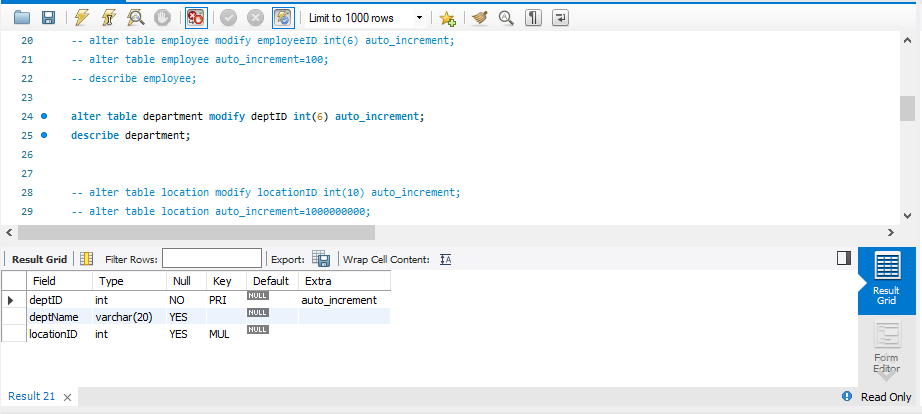 Limit to 1000 rows
20 -- alter table employee modify employeeID int(6) auto_increment;
21 -- alter table employee auto_increment=100;
22 -- describe employee;
23
24 alter table department modify deptID int(6) auto_increment;
25 describe department;
26
27
28 -- alter table location modify locationID int(10) auto_increment;
29 -- alter table location auto_increment=1000000000;
Result Grid Filter Rows: Export: Wrap Cell Content: IA
Field Type Null Key Default Extra
deptID int NO PRI NULL auto_increment
deptName varchar(20) YES NULL
locationID int YES MUL NULL
Result
Grid
Form
Editor
Result 21 Read Only